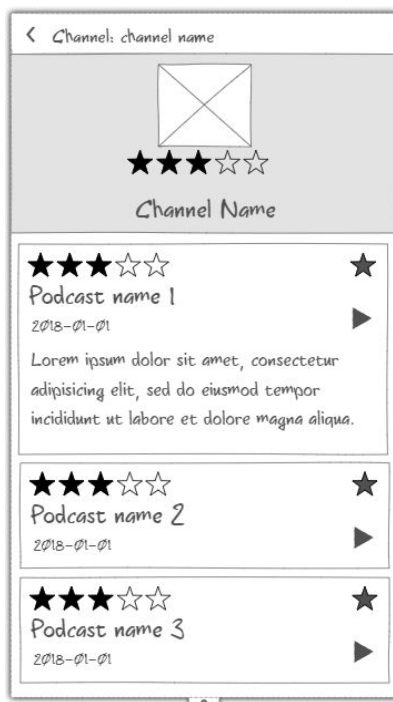 Channel: channel name
Channel Name
Podcast name 1
2018-01-01
Lorem ipsum dolor sit amet, consectetur
adipisicing elit, sed do eiusmod tempor
incididunt ut labore et dolore magna aliqua.
Podcast name 2
2018-01-01
Podcast name 3
2018-01-01